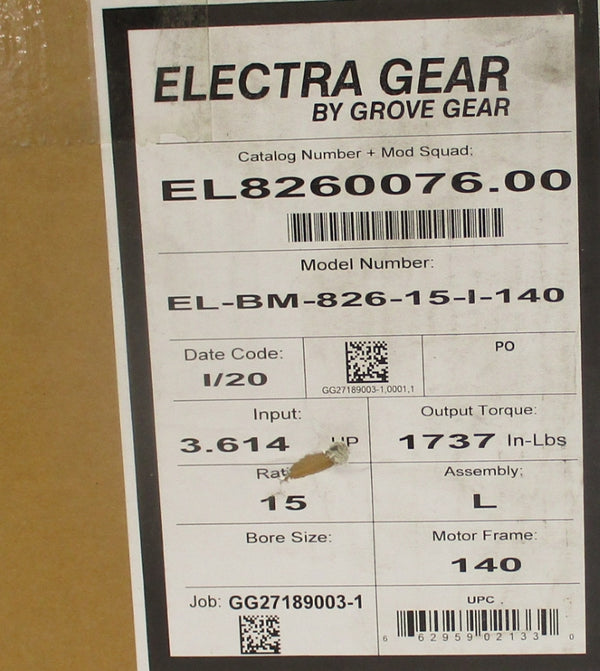 ELECTRA GEAR
BY GROVE GEAR
Catalog Number + Mod Squad:
EL8260076.00
Model Number:
EL-BM-826-15-I-140
Date Code:
I/20
GG27189003-1,0001,1
PO
Input:
3.614 HP
Output Torque:
1737 In-Lbs
15
Assembly:
L
Bore Size:
Motor Frame:
140
Job: GG27189003-1
UPC
6 62959 02133 0